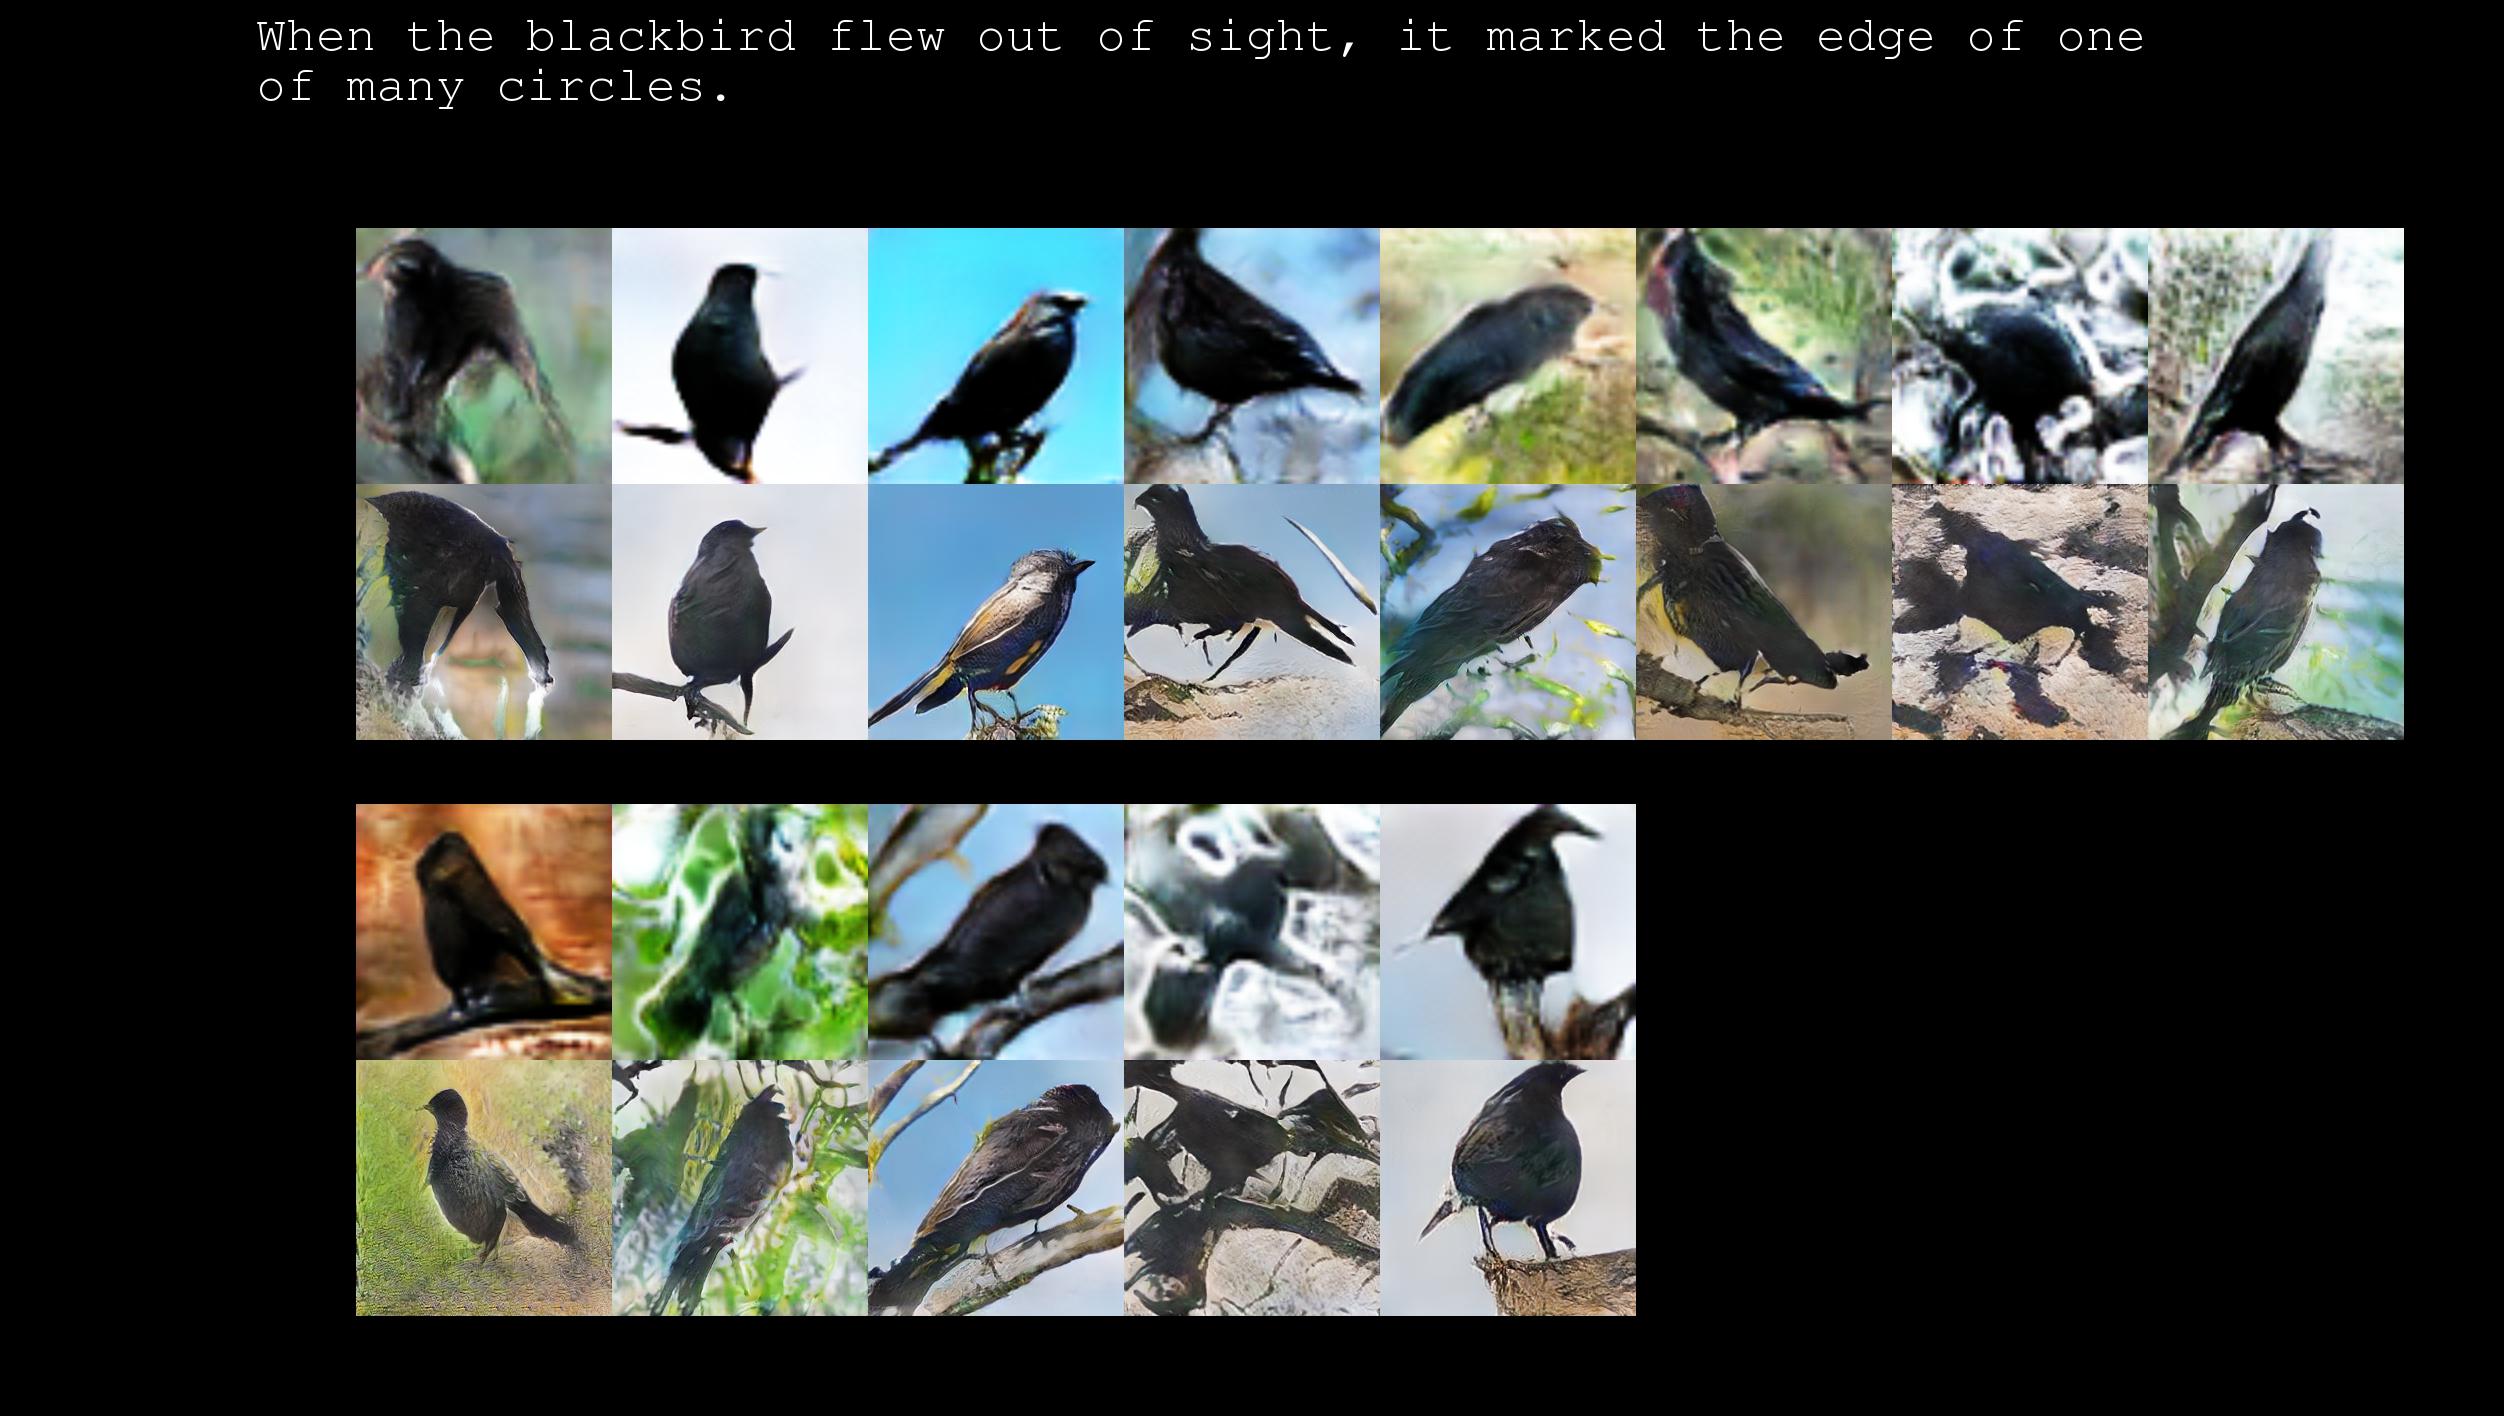 When the blackbird flew out of sight, it marked the edge of one
of many circles.